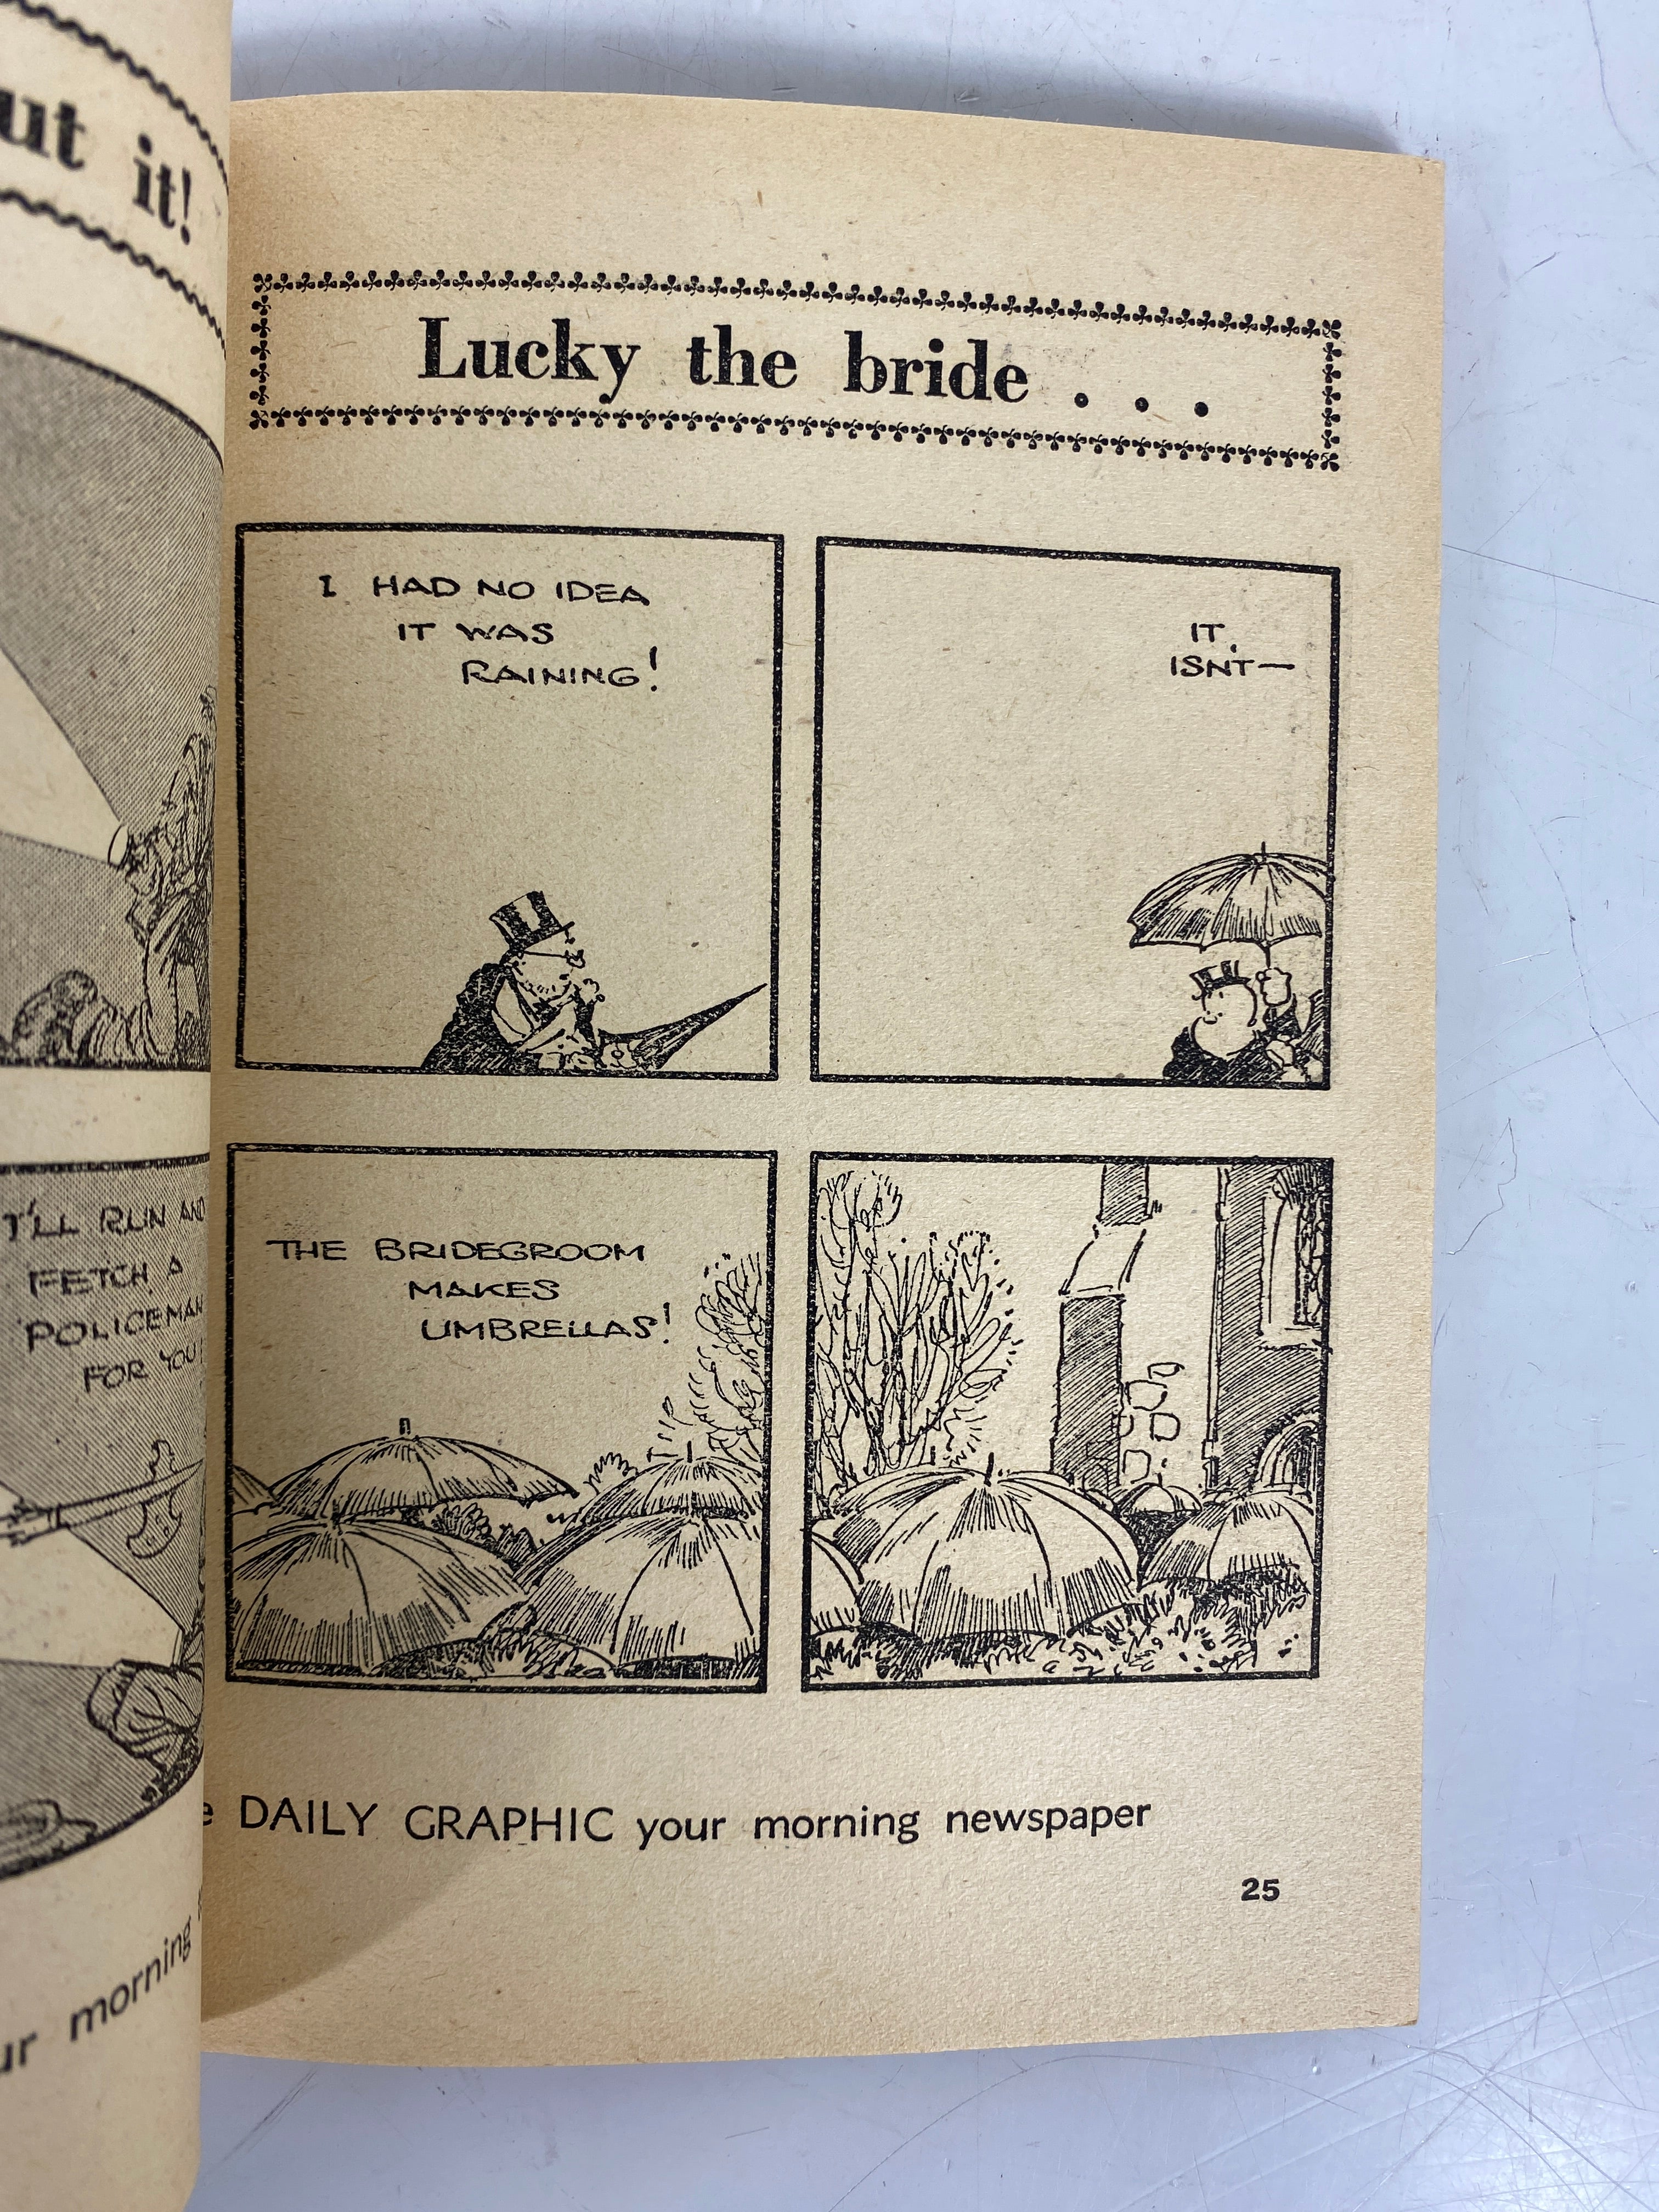 ut it!
I'LL RUN AND
FETCH A
POLICEMAN
FOR YOU!
ur morning
Lucky the bride . . .
I HAD NO IDEA
IT WAS
RAINING!
IT
ISN'T—
THE BRIDEGROOM
MAKES
UMBRELLAS!
e DAILY GRAPHIC your morning newspaper
25